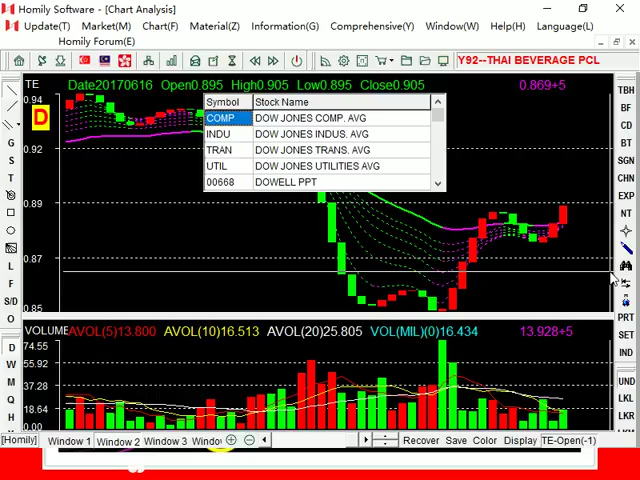 Homily Software - [Chart Analysis]
Update(T) Market(M) Chart(F) Synthesize(S) General(G) Information(I) Comprehensive(Y) Window(W) Help(H) Language(L)
Homily Forum(E)
Y92--THAI BEVERAGE PCL
TE Date20170616 Open0.895 High0.905 Low0.895 Close0.905 0.869+5
0.94
D
0.92
0.89
0.87
0.85
Symbol Stock Name
COMP DOW JONES COMP. AVG
INDU DOW JONES INDUS. AVG
TRAN DOW JONES TRANS. AVG
UTIL DOW JONES UTILITIES AVG
00668 DOWELL PPT
VOLUME AVOL(5)13.800 AVOL(10)16.513 AVOL(20)25.805 VOL(MIL)(0)16.434 13.928+5
74.55
55.92
37.28
18.64
0.00
L
H
G
S
T
L
F
S/D
O
D
W
M
Q
H
TBH
BF
CD
BT
SGN
CHN
EXP
NT
PRT
SET
IND
UND
LKL
LKR
[Homily] Window 1 Window 2 Window 3 Windo Recover Save Color Display TE-Open(-1)